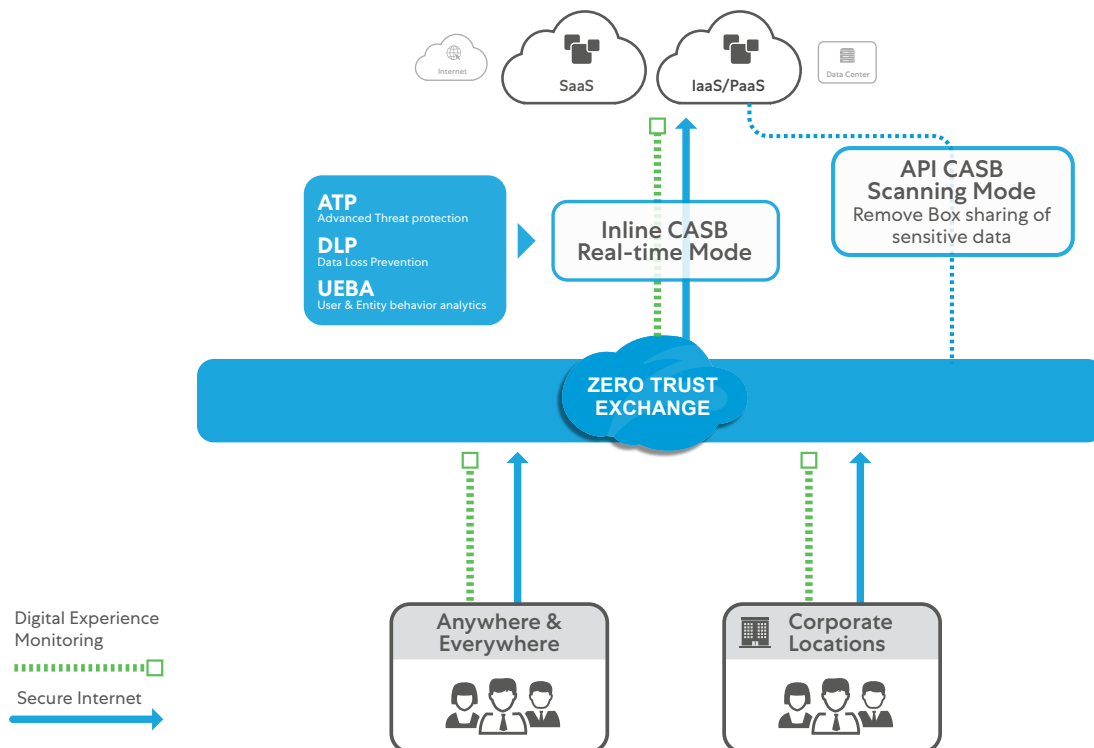 Internet
SaaS
IaaS/PaaS
Data Center
API CASB
Scanning Mode
Remove Box sharing of
sensitive data
ATP
Advanced Threat protection
DLP
Data Loss Prevention
UEBA
User & Entity behavior analytics
Inline CASB
Real-time Mode
ZERO TRUST
EXCHANGE
Anywhere &
Everywhere
Corporate
Locations
Digital Experience
Monitoring
Secure Internet